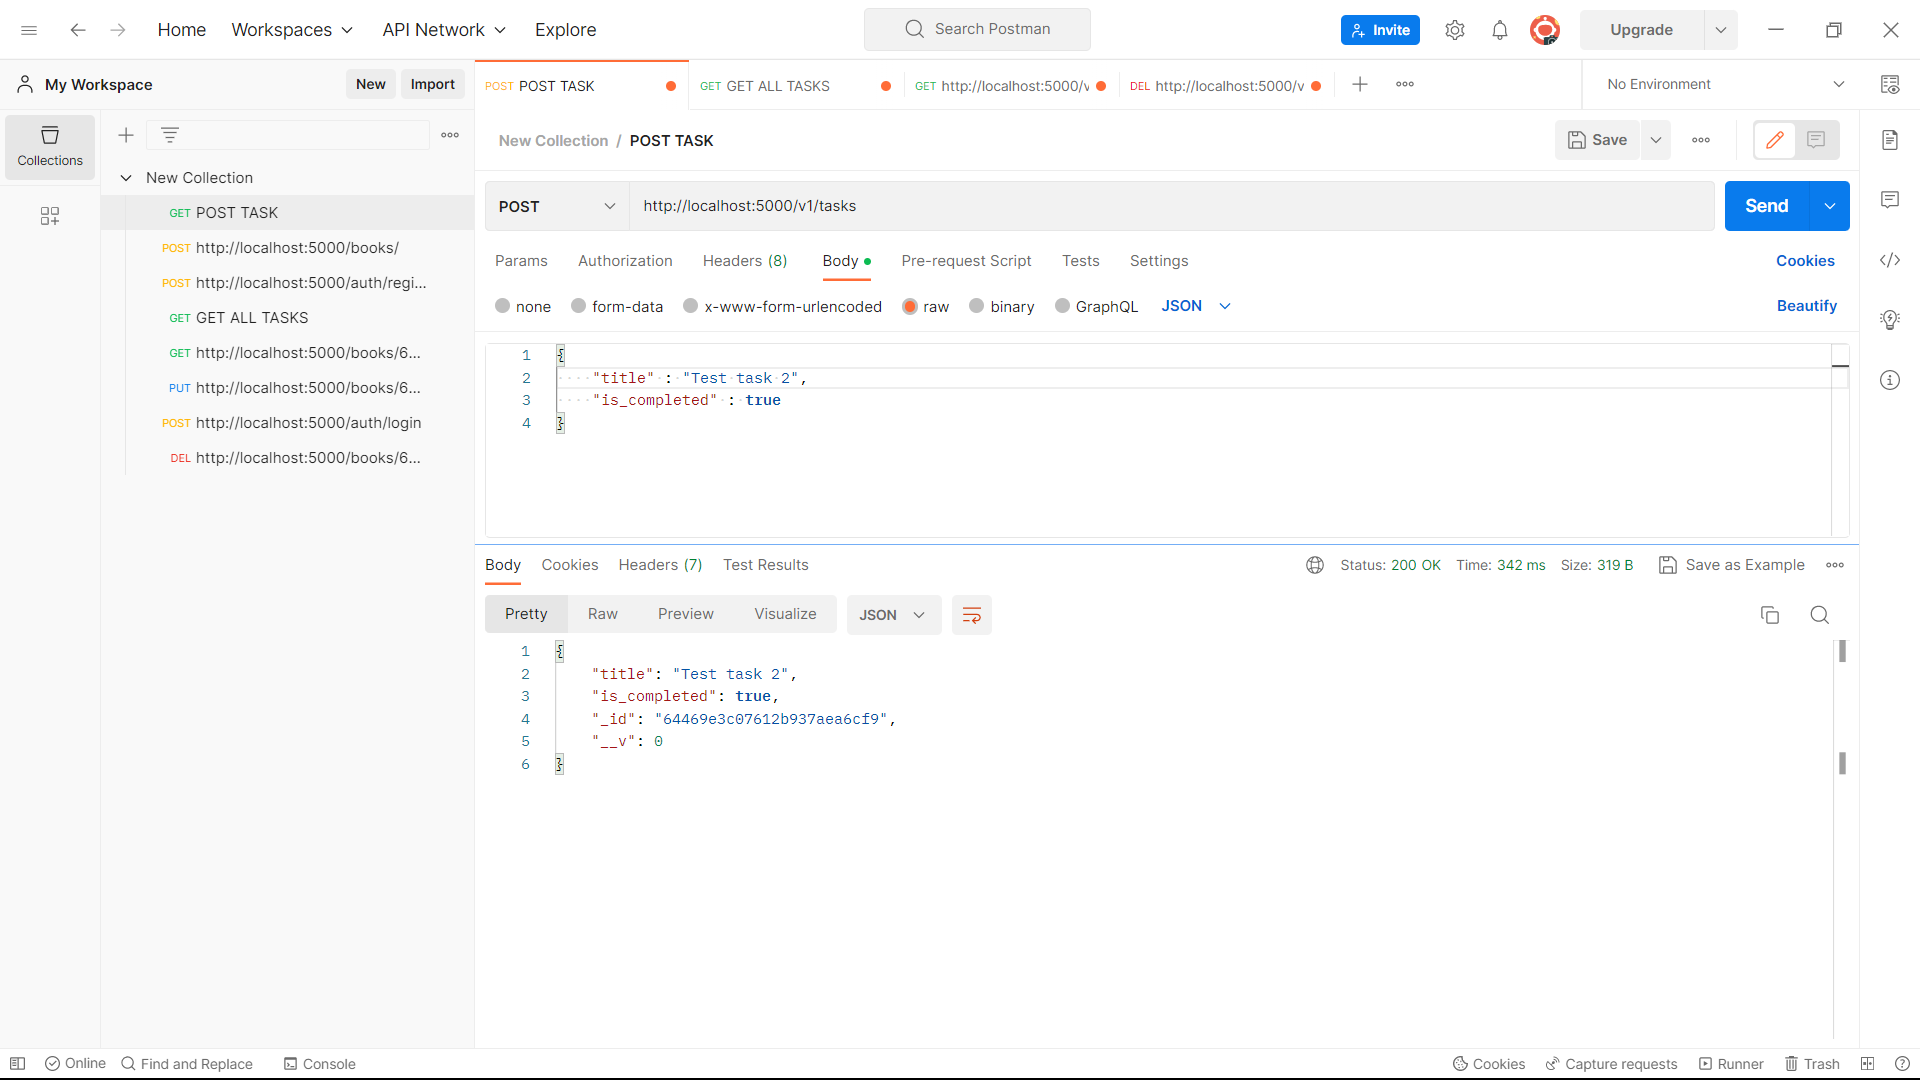 Home Workspaces API Network Explore Search Postman Invite Upgrade
My Workspace New Import
POST POST TASK GET GET ALL TASKS GET http://localhost:5000/v DEL http://localhost:5000/v No Environment
Collections
New Collection
GET POST TASK
POST http://localhost:5000/books/
POST http://localhost:5000/auth/regi...
GET GET ALL TASKS
GET http://localhost:5000/books/6...
PUT http://localhost:5000/books/6...
POST http://localhost:5000/auth/login
DEL http://localhost:5000/books/6...
New Collection / POST TASK Save
POST http://localhost:5000/v1/tasks Send
Params Authorization Headers (8) Body Pre-request Script Tests Settings Cookies
none form-data x-www-form-urlencoded raw binary GraphQL JSON Beautify
1 {
2 "title" : "Test task 2",
3 "is_completed" : true
4 }
Body Cookies Headers (7) Test Results Status: 200 OK Time: 342 ms Size: 319 B Save as Example
Pretty Raw Preview Visualize JSON
1 {
2 "title": "Test task 2",
3 "is_completed": true,
4 "_id": "64469e3c07612b937aea6cf9",
5 "__v": 0
6 }
Online Find and Replace Console Cookies Capture requests Runner Trash